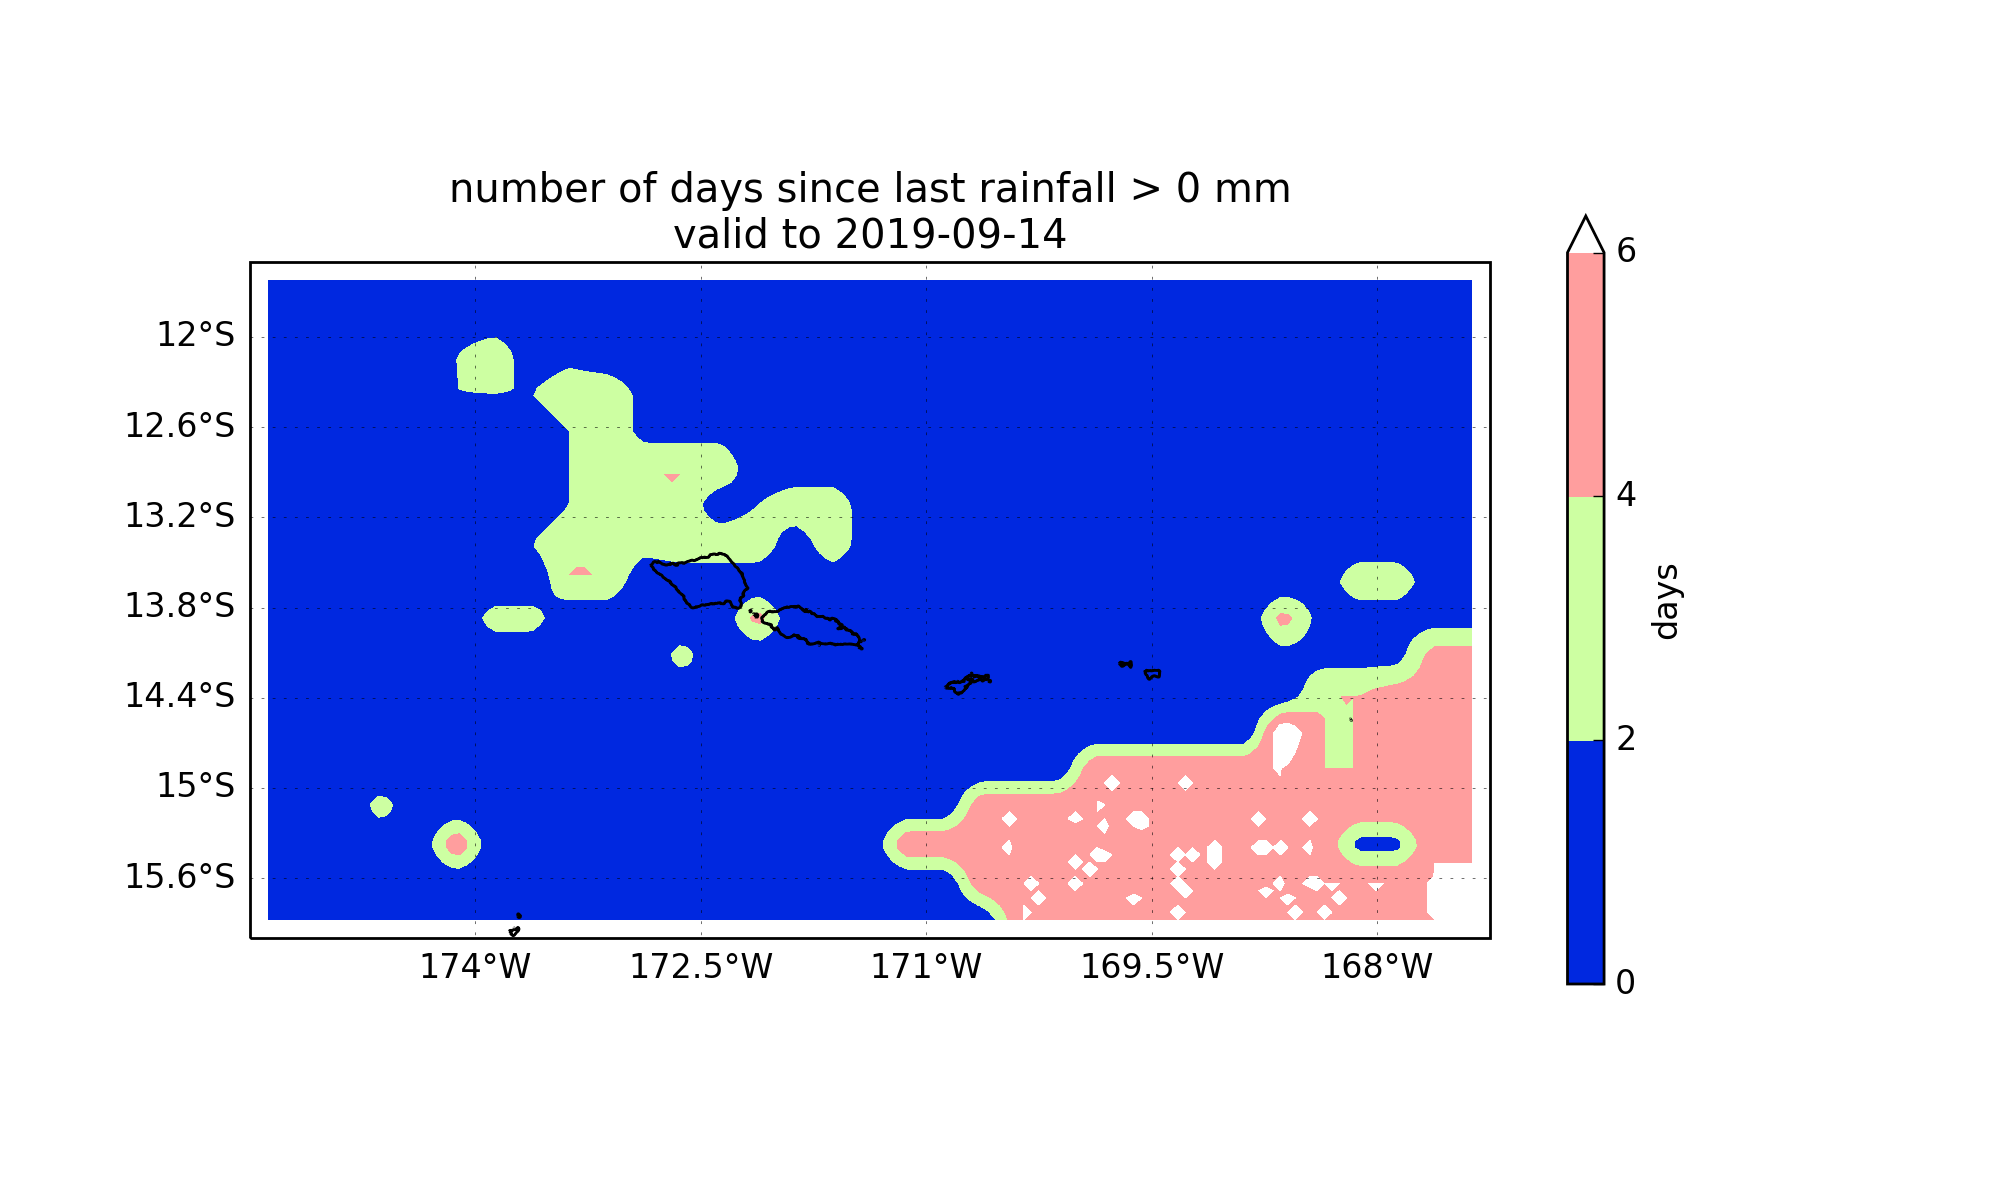 number of days since last rainfall > 0 mm
valid to 2019-09-14
12°S
12.6°S
13.2°S
13.8°S
14.4°S
15°S
15.6°S
174°W
172.5°W
171°W
169.5°W
168°W
6
4
2
0
days